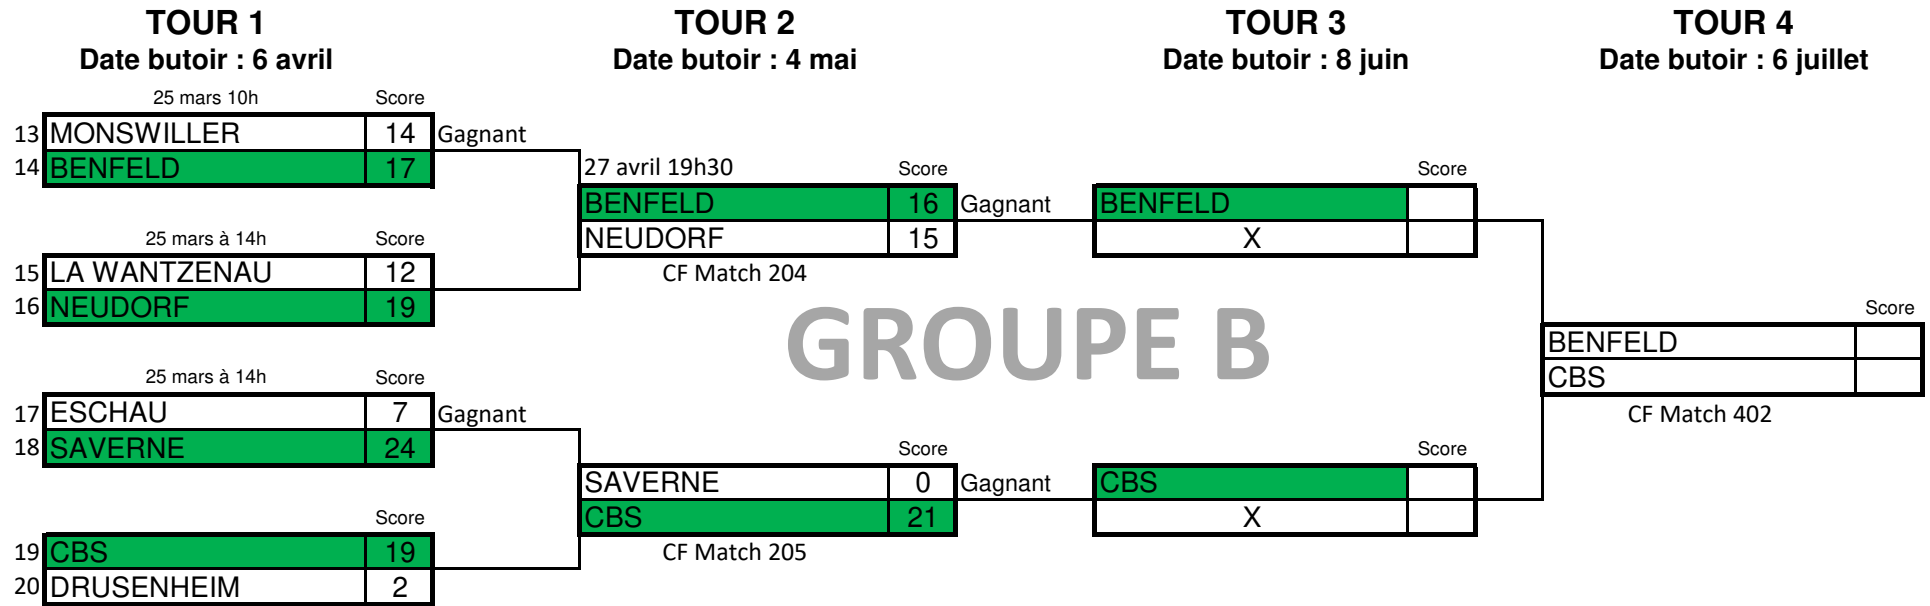 TOUR 1 TOUR 2 TOUR 3 TOUR 4
Date butoir : 6 avril Date butoir : 4 mai Date butoir : 8 juin Date butoir : 6 juillet
25 mars 10h Score
13 MONSWILLER 14 Gagnant
14 BENFELD 17
27 avril 19h30 Score Score
BENFELD 16 Gagnant BENFELD
NEUDORF 15 X
CF Match 204
25 mars à 14h Score
15 LA WANTZENAU 12
16 NEUDORF 19
GROUPE B
Score
BENFELD
CBS
CF Match 402
25 mars à 14h Score
17 ESCHAU 7 Gagnant
18 SAVERNE 24
Score Score
SAVERNE 0 Gagnant CBS
CBS 21 X
CF Match 205
Score
19 CBS 19
20 DRUSENHEIM 2